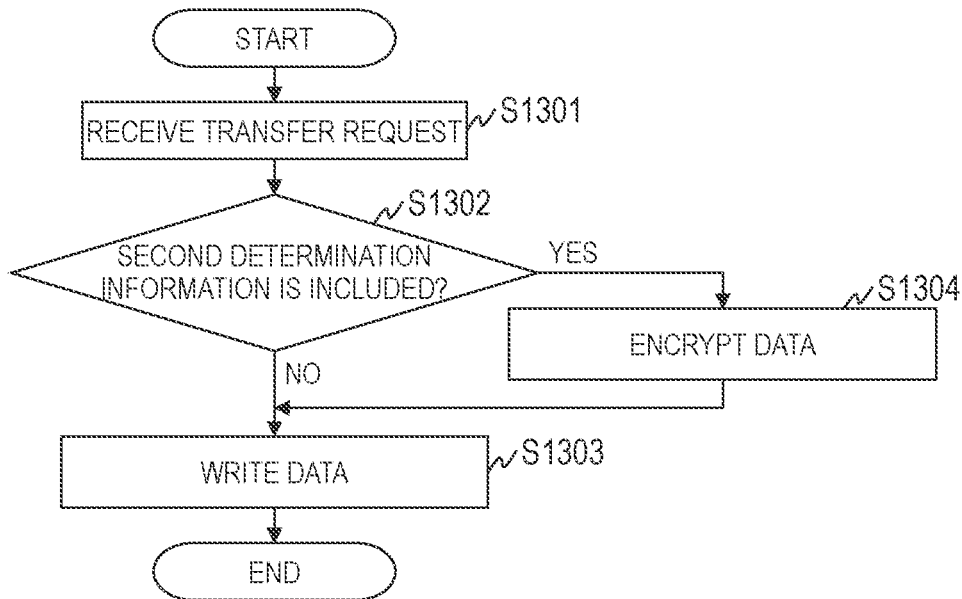 START
RECEIVE TRANSFER REQUEST
S1301
S1302
SECOND DETERMINATION
INFORMATION IS INCLUDED?
YES
S1304
ENCRYPT DATA
NO
S1303
WRITE DATA
END